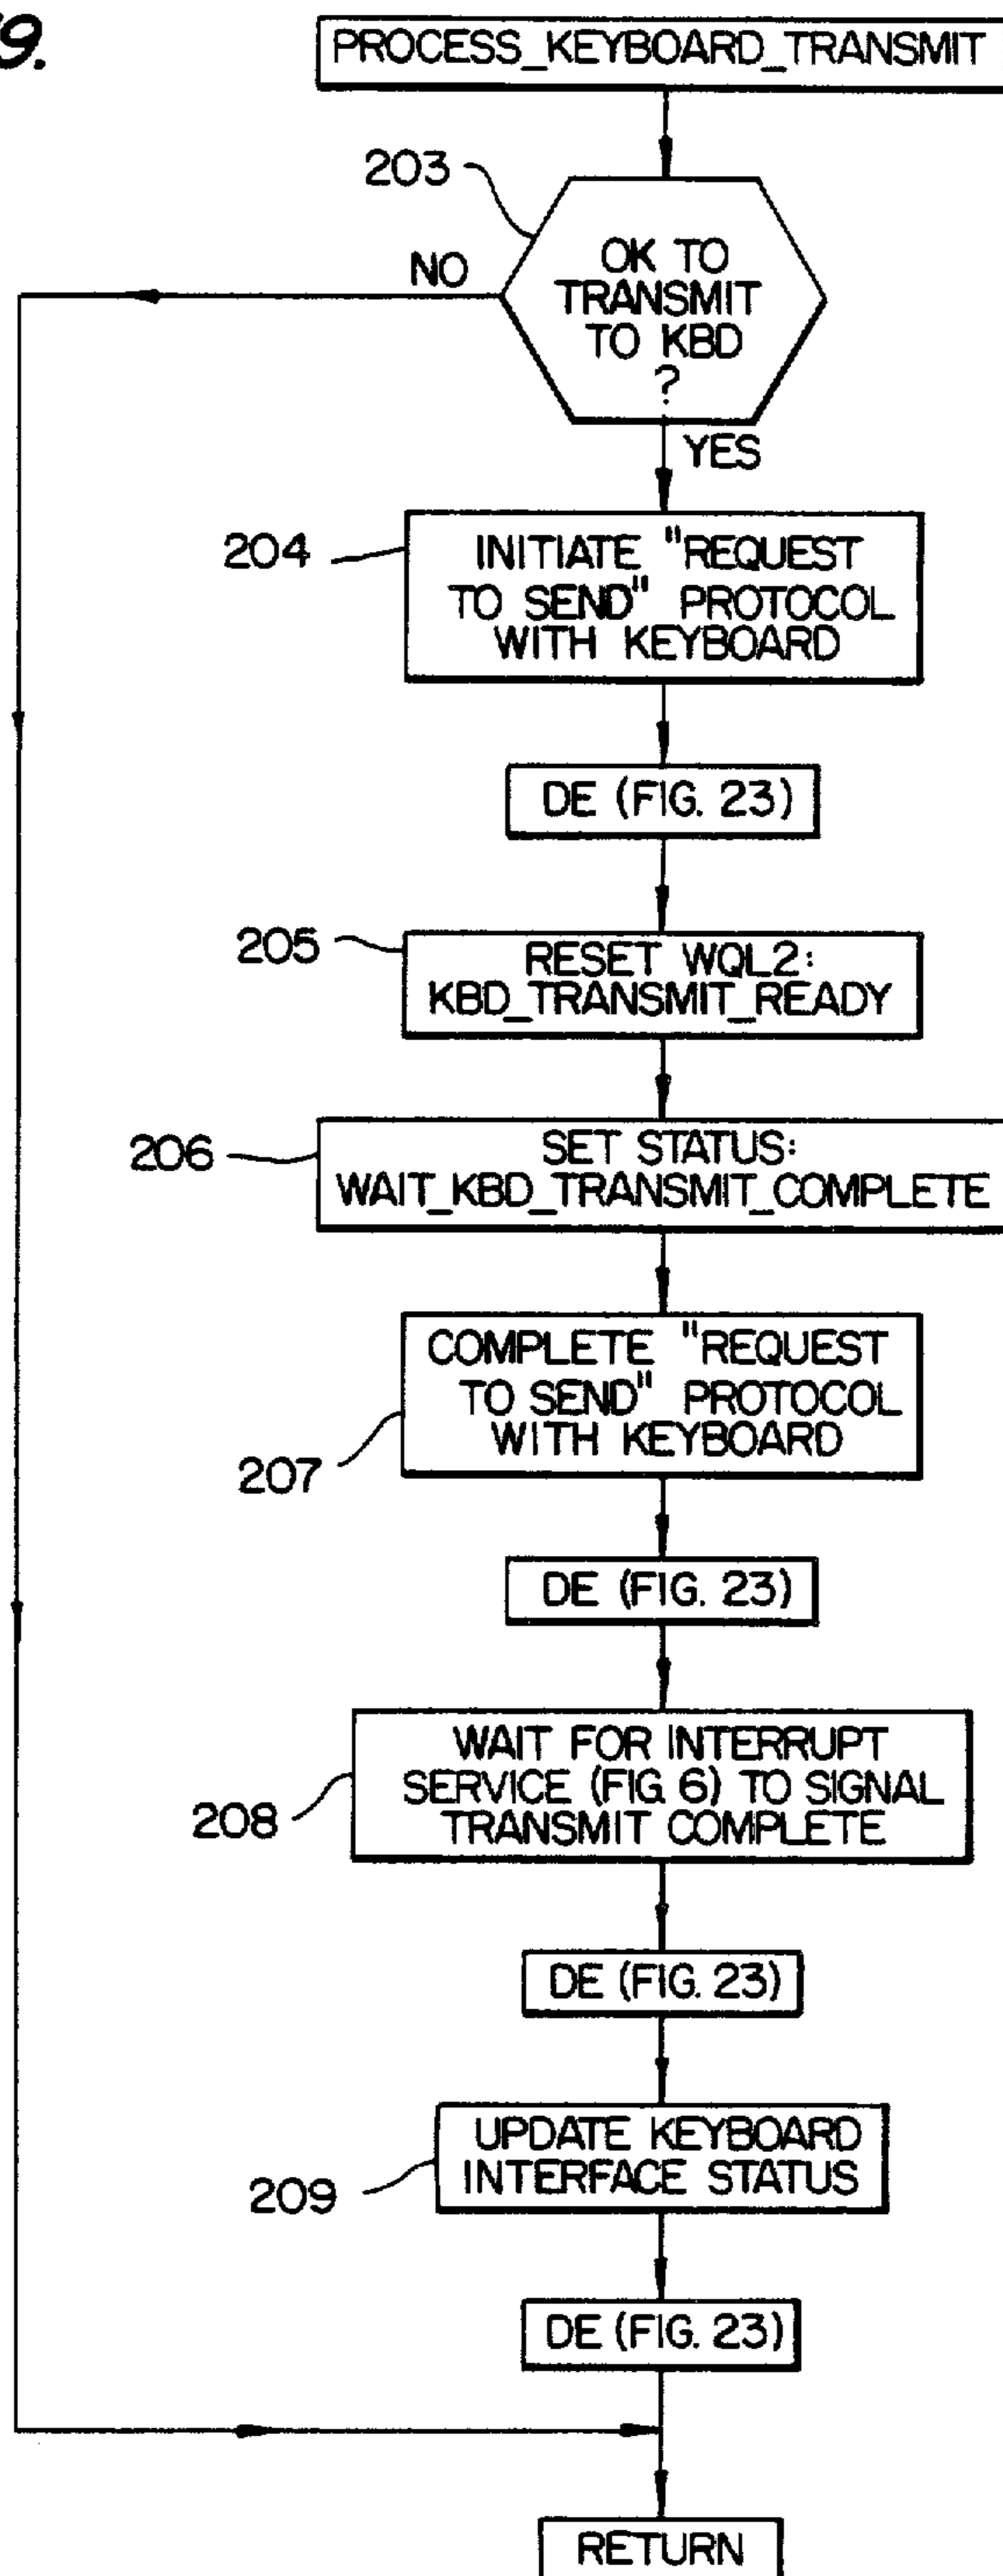 9.
PROCESS_KEYBOARD_TRANSMIT
203
OK TO
TRANSMIT
TO KBD
?
NO
YES
204
INITIATE "REQUEST
TO SEND" PROTOCOL
WITH KEYBOARD
DE (FIG. 23)
205
RESET WQL2:
KBD_TRANSMIT_READY
206
SET STATUS:
WAIT_KBD_TRANSMIT_COMPLETE
COMPLETE "REQUEST
TO SEND" PROTOCOL
WITH KEYBOARD
207
DE (FIG. 23)
WAIT FOR INTERRUPT
SERVICE (FIG. 6) TO SIGNAL
TRANSMIT COMPLETE
208
DE (FIG. 23)
UPDATE KEYBOARD
INTERFACE STATUS
209
DE (FIG. 23)
RETURN